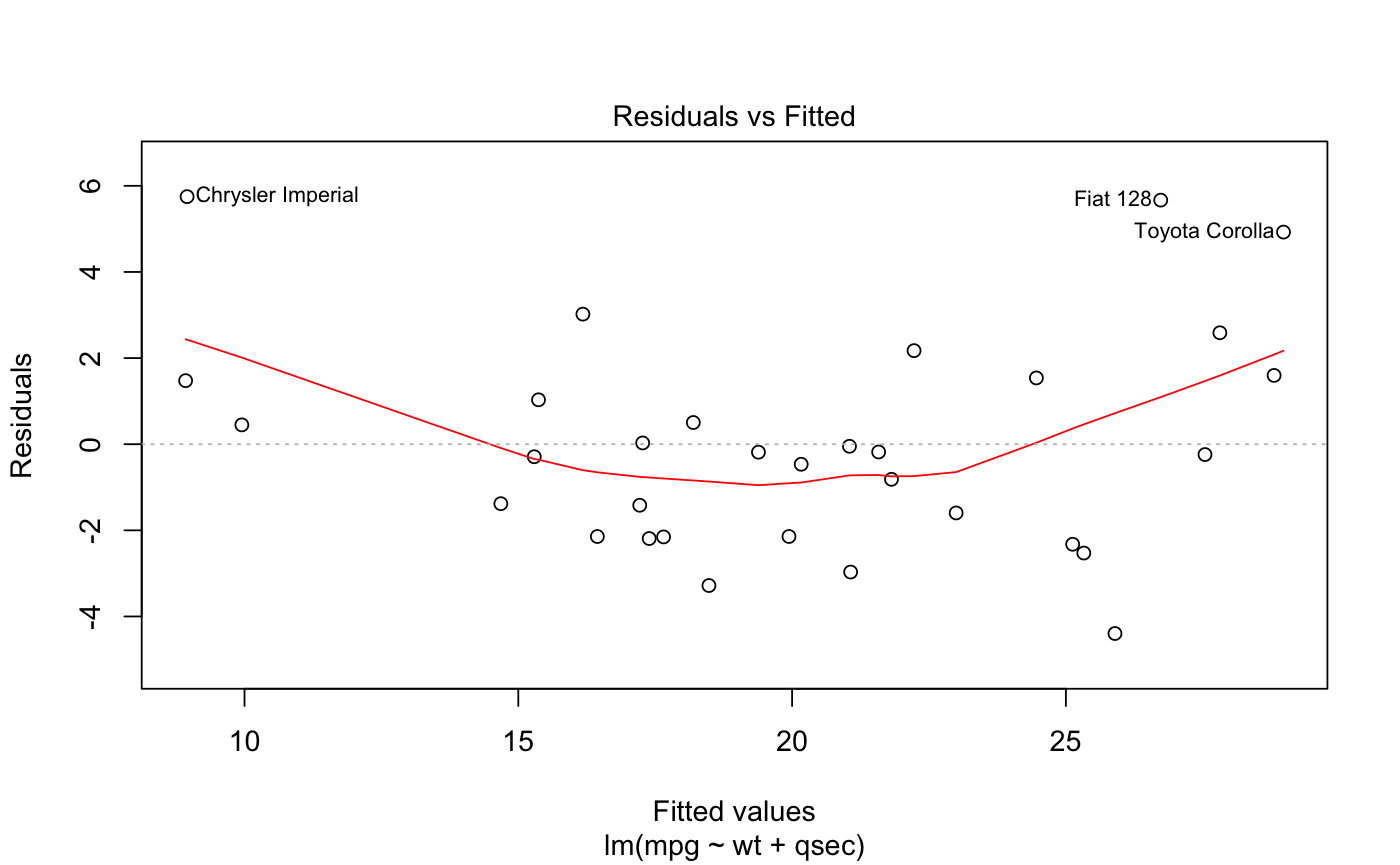 Residuals vs Fitted
6
4
2
0
-2
-4
Residuals
Chrysler Imperial
Fiat 128
Toyota Corolla
10
15
20
25
Fitted values
lm(mpg ~ wt + qsec)